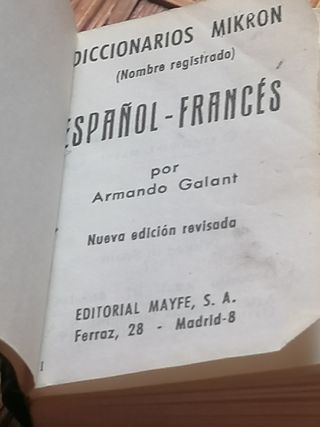 DICCIONARIOS MIKRON
(Nombre registrado)
ESPAÑOL-FRANCÉS
por
Armando Galant
Nueva edición revisada
EDITORIAL MAYFE, S. A.
Ferraz, 28 - Madrid-8